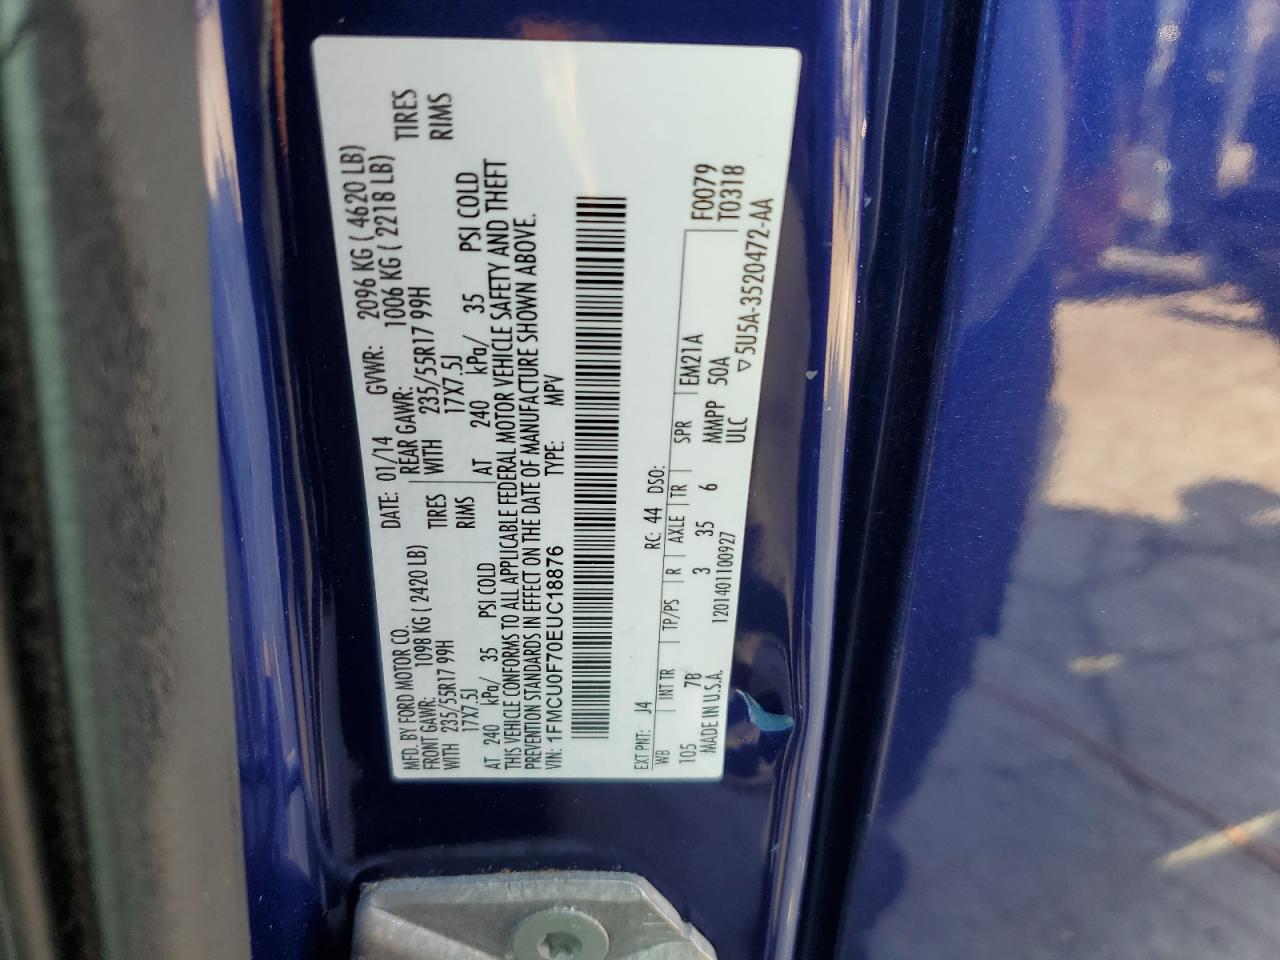 MFD. BY FORD MOTOR CO. DATE: 01/14 GVWR: 2096 KG ( 4620 LB)
FRONT GAWR: 1098 KG ( 2420 LB) REAR GAWR: 1006 KG ( 2218 LB)
WITH 235/55R17 99H TIRES WITH 235/55R17 99H TIRES
17X7.5J RIMS 17X7.5J RIMS
AT 240 kPa/ 35 PSI COLD AT 240 kPa/ 35 PSI COLD
THIS VEHICLE CONFORMS TO ALL APPLICABLE FEDERAL MOTOR VEHICLE SAFETY AND THEFT
PREVENTION STANDARDS IN EFFECT ON THE DATE OF MANUFACTURE SHOWN ABOVE.
VIN: 1FMCU0F70EUC18876 TYPE: MPV
EXT PNT: J4 RC: 44 DSO: F0079
WB INT TR TP/PS R AXLE TR SPR EM21A T0318
105 7B 3 35 6 MMPP 50A
MADE IN U.S.A. 1201401100927 ULC ▽5U5A-3520472-AA